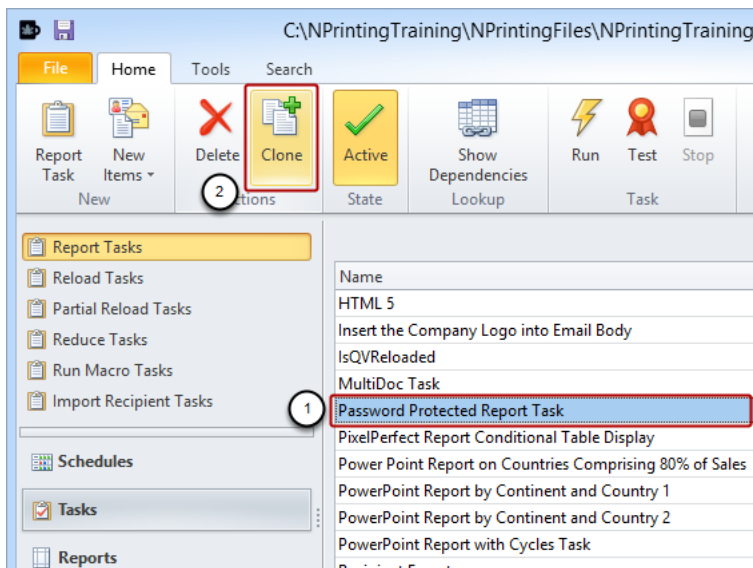 C:\NPrintingTraining\NPrintingFiles\NPrintingTraining
File Home Tools Search
Report Task
New Items
Delete
Clone
Active
Show Dependencies
Run
Test
Stop
New
2
ctions
State
Lookup
Task
Report Tasks
Reload Tasks
Partial Reload Tasks
Reduce Tasks
Run Macro Tasks
Import Recipient Tasks
Schedules
Tasks
Reports
Name
HTML 5
Insert the Company Logo into Email Body
IsQVReloaded
MultiDoc Task
1
Password Protected Report Task
PixelPerfect Report Conditional Table Display
Power Point Report on Countries Comprising 80% of Sales
PowerPoint Report by Continent and Country 1
PowerPoint Report by Continent and Country 2
PowerPoint Report with Cycles Task